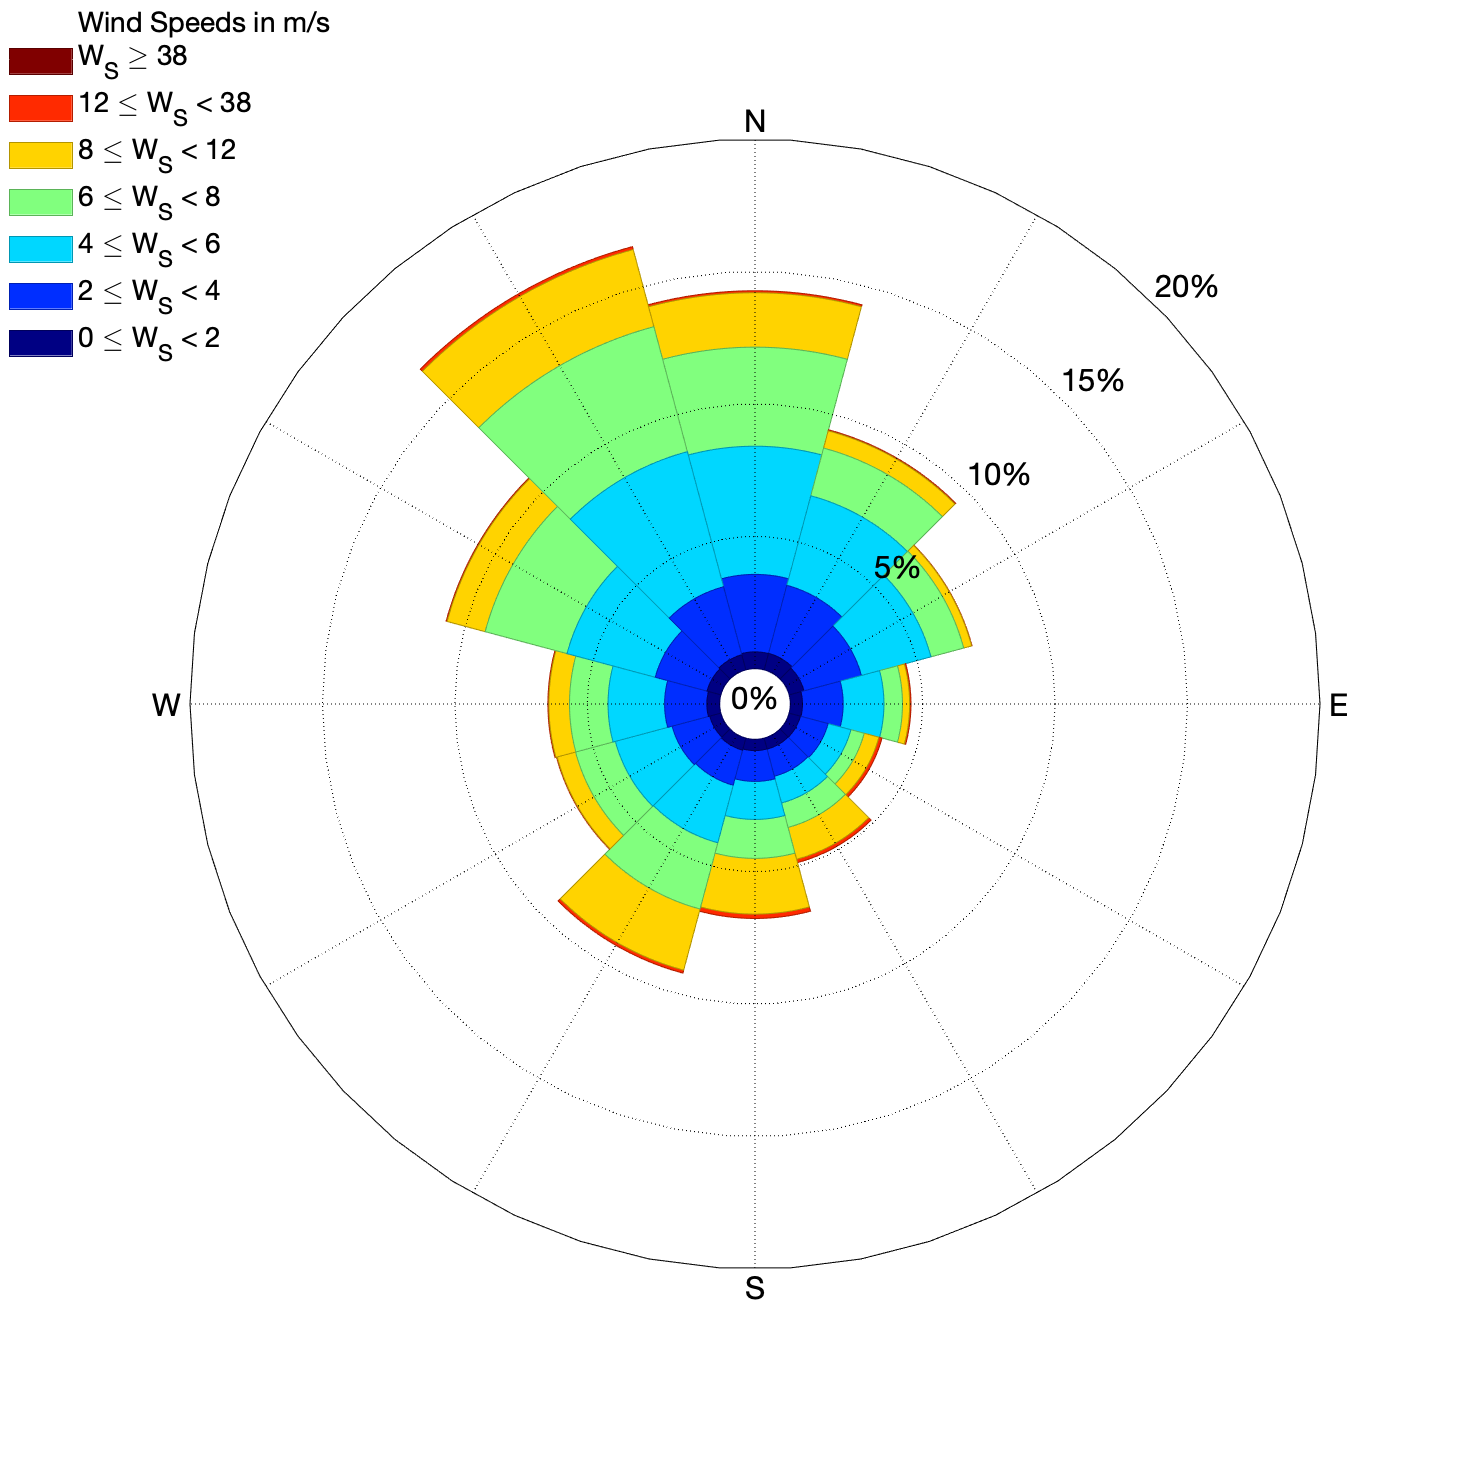 Wind Speeds in m/s
W_S ≥ 38
12 ≤ W_S < 38
8 ≤ W_S < 12
6 ≤ W_S < 8
4 ≤ W_S < 6
2 ≤ W_S < 4
0 ≤ W_S < 2
N
20%
15%
10%
5%
0%
W
E
S